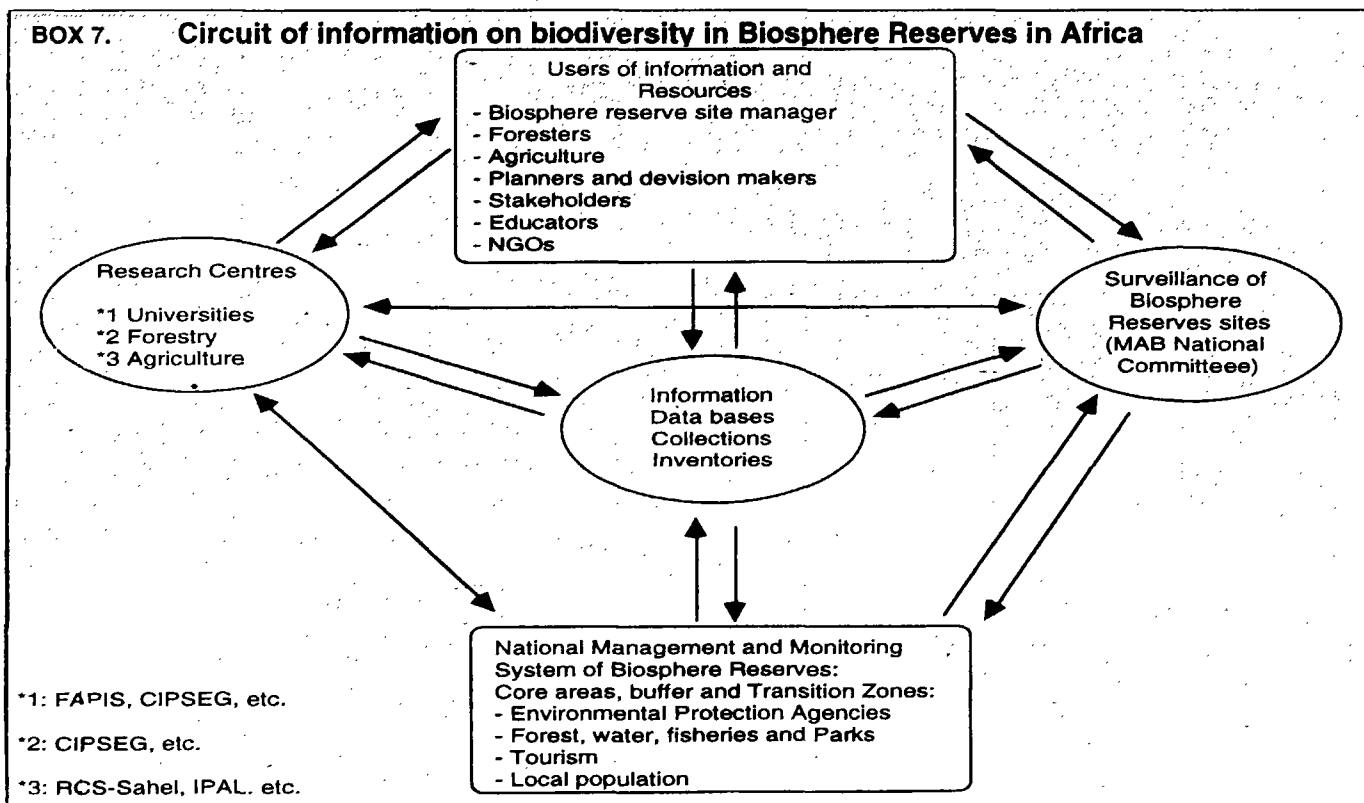 BOX 7. Circuit of information on biodiversity in Biosphere Reserves in Africa
Users of information and
Resources
- Biosphere reserve site manager
- Foresters
- Agriculture
- Planners and devision makers
- Stakeholders
- Educators
- NGOs
Research Centres
*1 Universities
*2 Forestry
*3 Agriculture
Surveillance of
Biosphere
Reserves sites
(MAB National
Committeee)
Information
Data bases
Collections
Inventories
National Management and Monitoring
System of Biosphere Reserves:
Core areas, buffer and Transition Zones:
- Environmental Protection Agencies
- Forest, water, fisheries and Parks
- Tourism
- Local population
*1: FAPIS, CIPSEG, etc.
*2: CIPSEG, etc.
*3: RCS-Sahel, IPAL. etc.